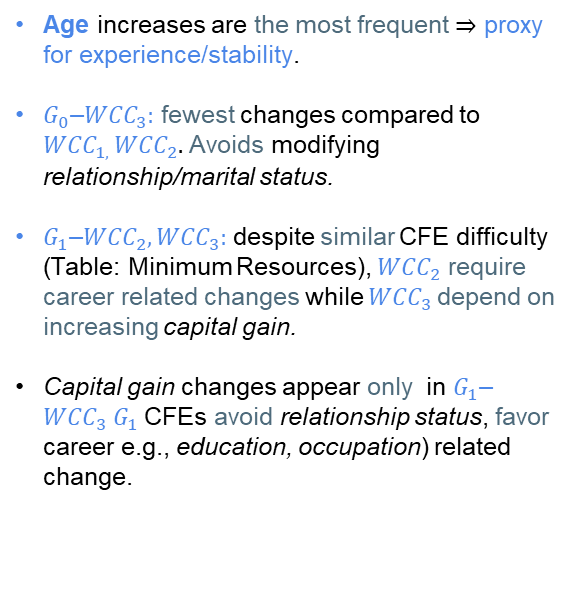 • Age increases are the most frequent ⇒ proxy
for experience/stability.
• G₀−WCC₃: fewest changes compared to
WCC₁, WCC₂. Avoids modifying
relationship/marital status.
• G₁−WCC₂, WCC₃: despite similar CFE difficulty
(Table: Minimum Resources), WCC₂ require
career related changes while WCC₃ depend on
increasing capital gain.
• Capital gain changes appear only in G₁−
WCC₃ G₁ CFEs avoid relationship status, favor
career e.g., education, occupation) related
change.